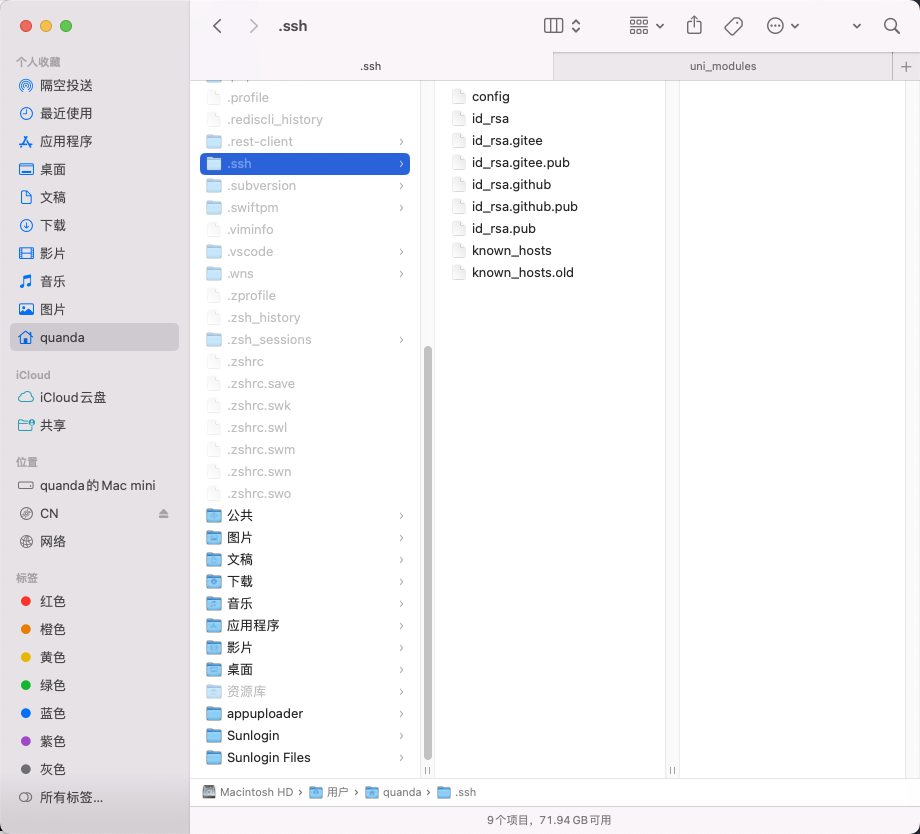 .ssh
.ssh
uni_modules
个人收藏
隔空投送
最近使用
应用程序
桌面
文稿
下载
影片
音乐
图片
quanda
iCloud
iCloud云盘
共享
位置
quanda的Mac mini
CN
网络
标签
红色
橙色
黄色
绿色
蓝色
紫色
灰色
所有标签...
.profile
.rediscli_history
.rest-client
.ssh
.subversion
.swiftpm
.viminfo
.vscode
.wns
.zprofile
.zsh_history
.zsh_sessions
.zshrc
.zshrc.save
.zshrc.swk
.zshrc.swl
.zshrc.swm
.zshrc.swn
.zshrc.swo
公共
图片
文稿
下载
音乐
应用程序
影片
桌面
资源库
appuploader
Sunlogin
Sunlogin Files
config
id_rsa
id_rsa.gitee
id_rsa.gitee.pub
id_rsa.github
id_rsa.github.pub
id_rsa.pub
known_hosts
known_hosts.old
Macintosh HD › 用户 › quanda › .ssh
9个项目，71.94 GB可用